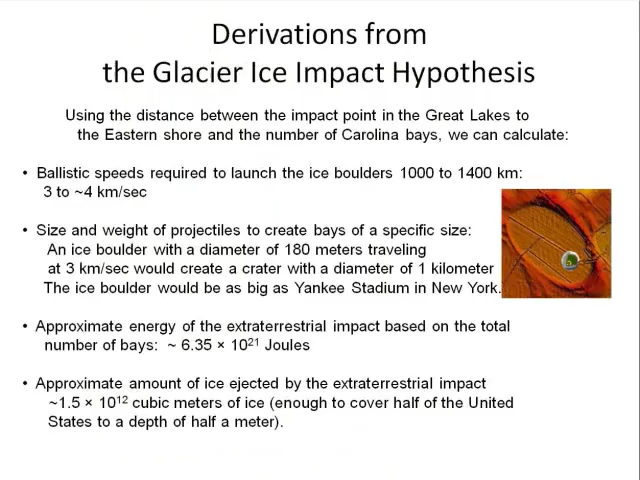 Derivations from
the Glacier Ice Impact Hypothesis
Using the distance between the impact point in the Great Lakes to
the Eastern shore and the number of Carolina bays, we can calculate:
• Ballistic speeds required to launch the ice boulders 1000 to 1400 km:
3 to ~4 km/sec
• Size and weight of projectiles to create bays of a specific size:
An ice boulder with a diameter of 180 meters traveling
at 3 km/sec would create a crater with a diameter of 1 kilometer
The ice boulder would be as big as Yankee Stadium in New York.
• Approximate energy of the extraterrestrial impact based on the total
number of bays: ~ 6.35 × 10²¹ Joules
• Approximate amount of ice ejected by the extraterrestrial impact
~1.5 × 10¹² cubic meters of ice (enough to cover half of the United
States to a depth of half a meter).